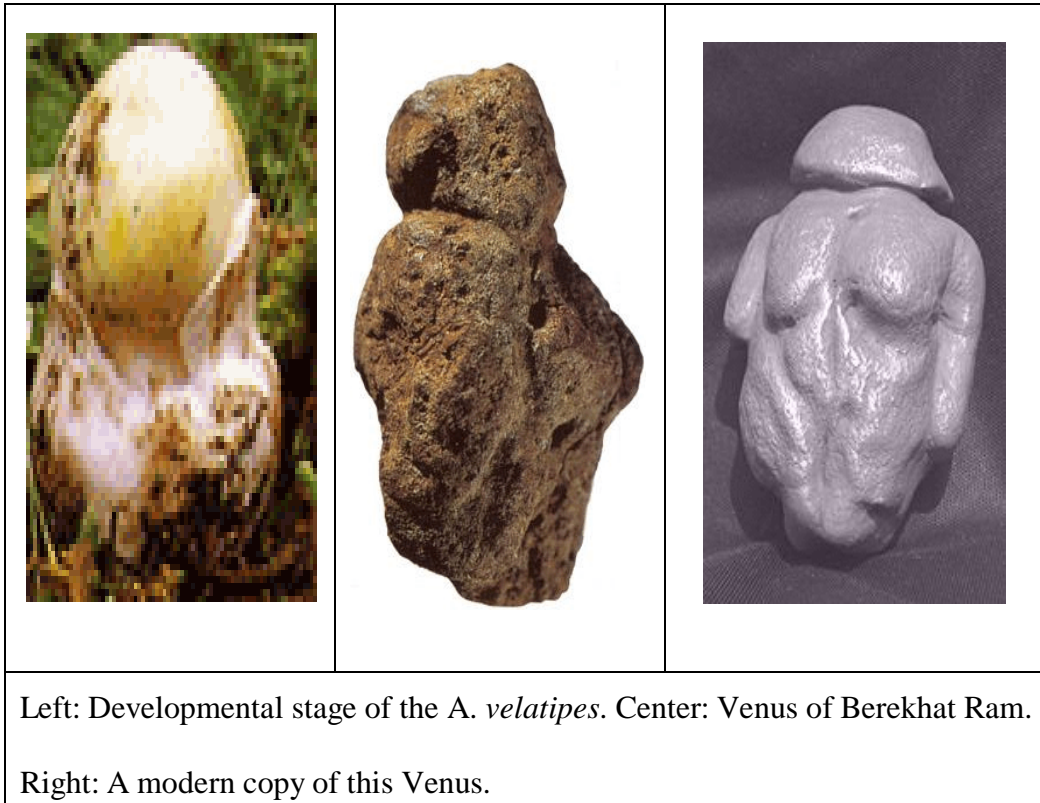 Left: Developmental stage of the A. velatipes. Center: Venus of Berekhat Ram.
Right: A modern copy of this Venus.